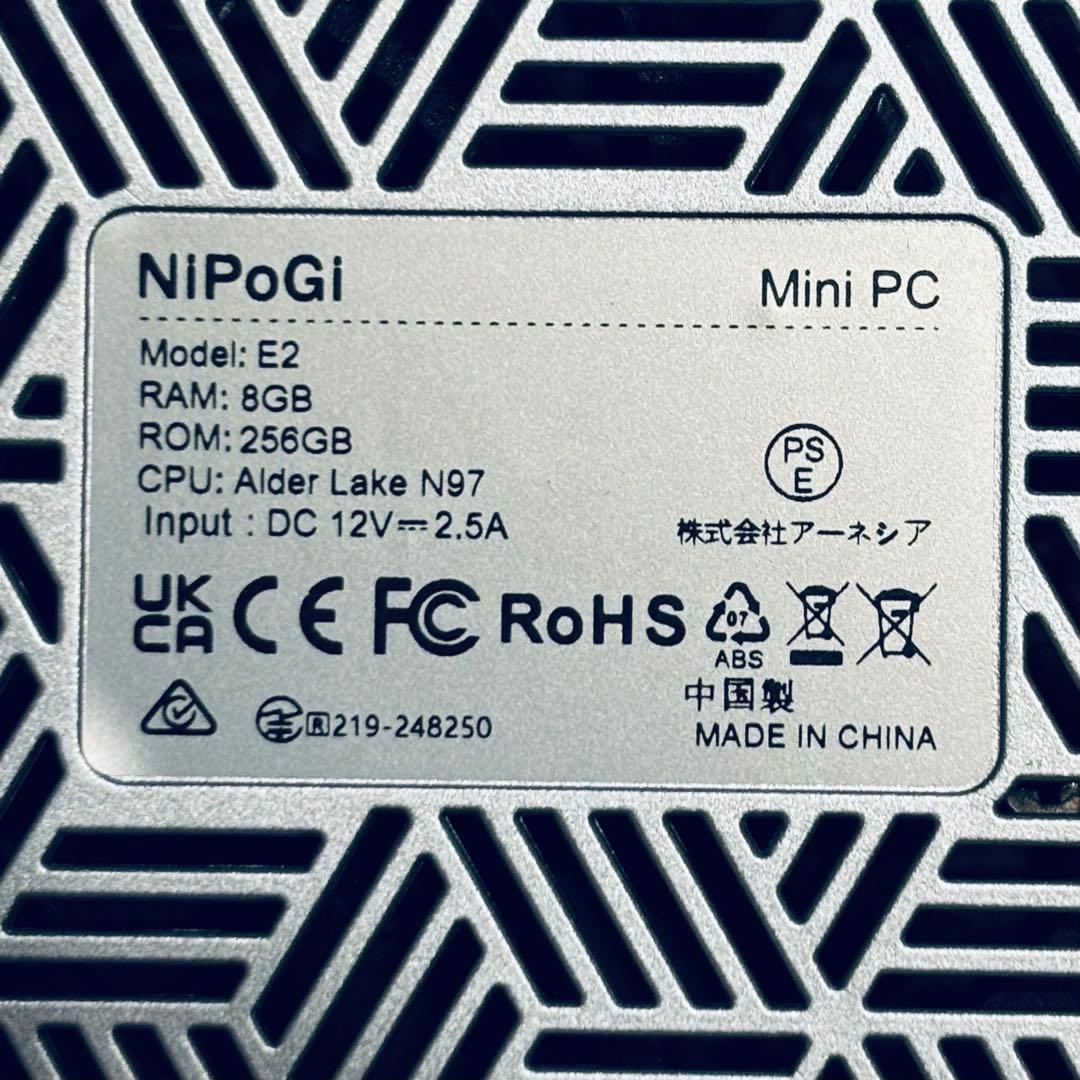 NiPoGi Mini PC
Model: E2
RAM: 8GB
ROM: 256GB
CPU: Alder Lake N97
Input : DC 12V⎓2.5A
PS
E
株式会社アーネシア
UK
CA CE FC RoHS
07
ABS
R 219-248250
中国製
MADE IN CHINA